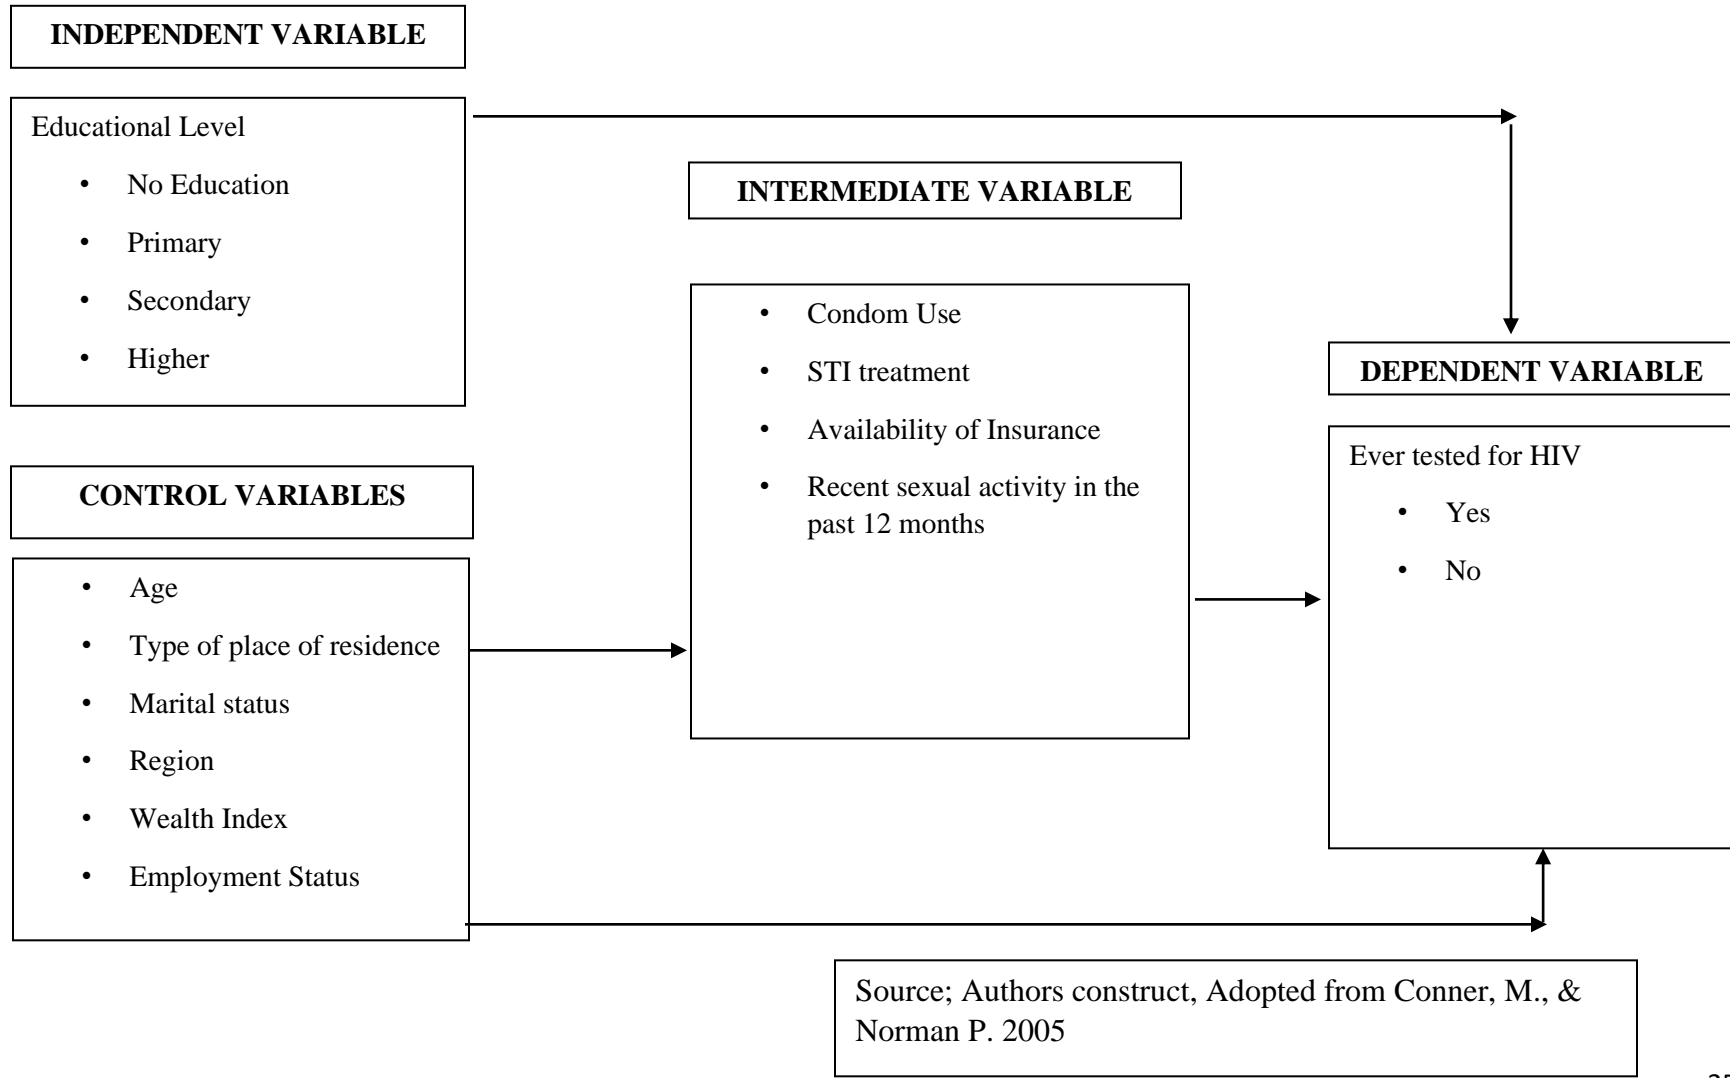 INDEPENDENT VARIABLE
Educational Level
• No Education
• Primary
• Secondary
• Higher
CONTROL VARIABLES
• Age
• Type of place of residence
• Marital status
• Region
• Wealth Index
• Employment Status
INTERMEDIATE VARIABLE
• Condom Use
• STI treatment
• Availability of Insurance
• Recent sexual activity in the
past 12 months
DEPENDENT VARIABLE
Ever tested for HIV
• Yes
• No
Source; Authors construct, Adopted from Conner, M., &
Norman P. 2005